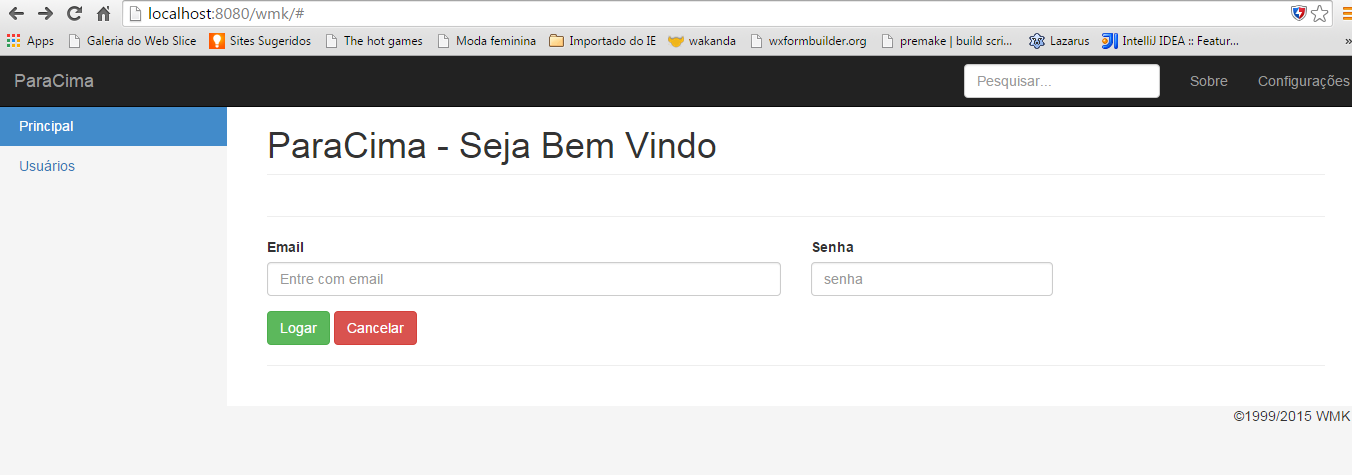 localhost:8080/wmk/#
Apps Galeria do Web Slice Sites Sugeridos The hot games Moda feminina Importado do IE wakanda wxformbuilder.org premake | build scri... Lazarus IntelliJ IDEA :: Featur... »
ParaCima Pesquisar... Sobre Configurações
Principal
Usuários
ParaCima - Seja Bem Vindo
Email Senha
Entre com email senha
Logar Cancelar
©1999/2015 WMK